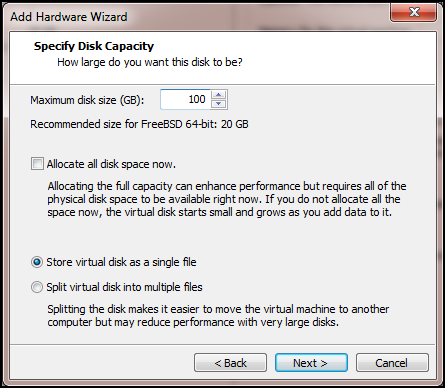 Add Hardware Wizard
Specify Disk Capacity
How large do you want this disk to be?
Maximum disk size (GB): 100
Recommended size for FreeBSD 64-bit: 20 GB
Allocate all disk space now.
Allocating the full capacity can enhance performance but requires all of the
physical disk space to be available right now. If you do not allocate all the
space now, the virtual disk starts small and grows as you add data to it.
Store virtual disk as a single file
Split virtual disk into multiple files
Splitting the disk makes it easier to move the virtual machine to another
computer but may reduce performance with very large disks.
< Back Next > Cancel